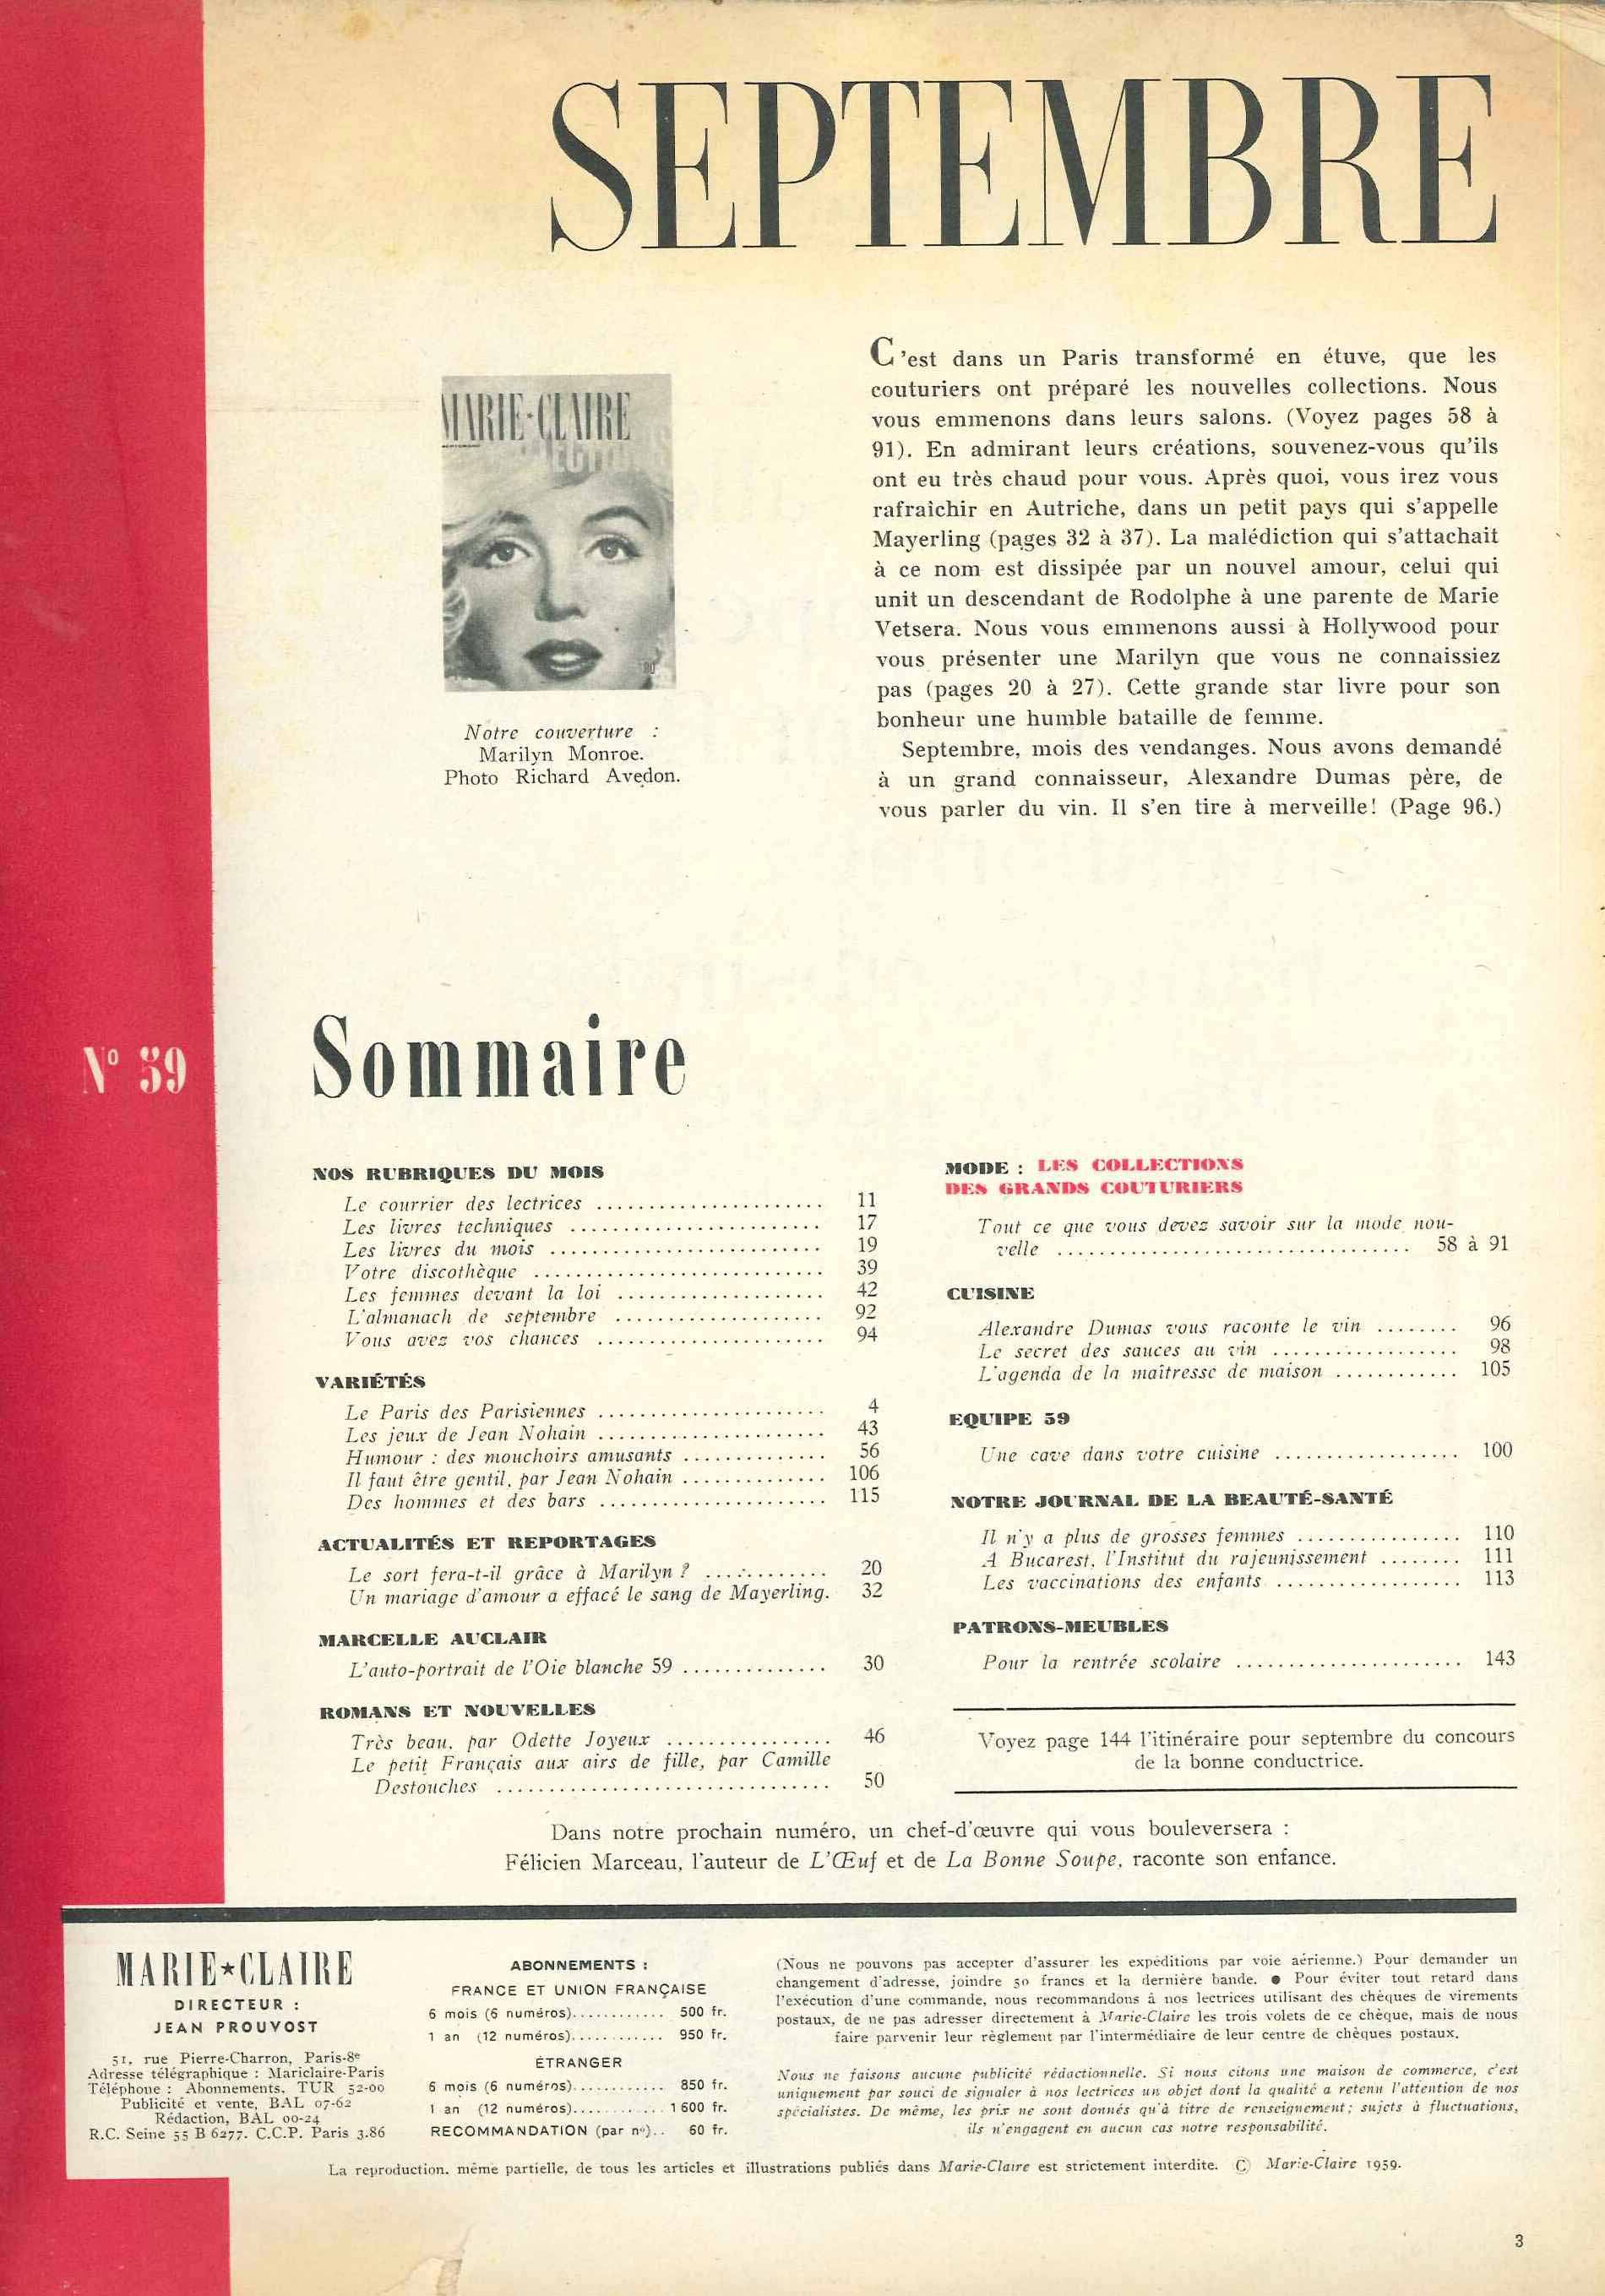 SEPTEMBRE
MARIE-CLAIRE
C'est dans un Paris transformé en étuve, que les
couturiers ont préparé les nouvelles collections. Nous
vous emmenons dans leurs salons. (Voyez pages 58 à
91). En admirant leurs créations, souvenez-vous qu'ils
ont eu très chaud pour vous. Après quoi, vous irez vous
rafraîchir en Autriche, dans un petit pays qui s'appelle
Mayerling (pages 32 à 37). La malédiction qui s'attachait
à ce nom est dissipée par un nouvel amour, celui qui
unit un descendant de Rodolphe à une parente de Marie
Vetsera. Nous vous emmenons aussi à Hollywood pour
vous présenter une Marilyn que vous ne connaissiez
pas (pages 20 à 27). Cette grande star livre pour son
bonheur une humble bataille de femme.
Septembre, mois des vendanges. Nous avons demandé
à un grand connaisseur, Alexandre Dumas père, de
vous parler du vin. Il s'en tire à merveille! (Page 96.)
Notre couverture :
Marilyn Monroe.
Photo Richard Avedon.
N° 59
Sommaire
NOS RUBRIQUES DU MOIS
Le courrier des lectrices ...................... 11
Les livres techniques ........................ 17
Les livres du mois .......................... 19
Votre discothèque ............................ 39
Les femmes devant la loi .................... 42
L'almanach de septembre .................... 92
Vous avez vos chances ...................... 94
VARIÉTÉS
Le Paris des Parisiennes ...................... 4
Les jeux de Jean Nohain ...................... 43
Humour : des mouchoirs amusants .............. 56
Il faut être gentil, par Jean Nohain .............. 106
Des hommes et des bars ...................... 115
ACTUALITÉS ET REPORTAGES
Le sort fera-t-il grâce à Marilyn ? ............ 20
Un mariage d'amour a effacé le sang de Mayerling. 32
MARCELLE AUCLAIR
L'auto-portrait de l'Oie blanche 59 .............. 30
ROMANS ET NOUVELLES
Très beau, par Odette Joyeux ................ 46
Le petit Français aux airs de fille, par Camille
Destouches ................................ 50
MODE : LES COLLECTIONS
DES GRANDS COUTURIERS
Tout ce que vous devez savoir sur la mode nou-
velle .................................. 58 à 91
CUISINE
Alexandre Dumas vous raconte le vin ........ 96
Le secret des sauces au vin .................. 98
L'agenda de la maîtresse de maison ............ 105
EQUIPE 59
Une cave dans votre cuisine .................. 100
NOTRE JOURNAL DE LA BEAUTÉ-SANTÉ
Il n'y a plus de grosses femmes ................ 110
A Bucarest, l'Institut du rajeunissement ........ 111
Les vaccinations des enfants .................. 113
PATRONS-MEUBLES
Pour la rentrée scolaire ...................... 143
Voyez page 144 l'itinéraire pour septembre du concours
de la bonne conductrice.
Dans notre prochain numéro, un chef-d'œuvre qui vous bouleversera :
Félicien Marceau, l'auteur de L'Œuf et de La Bonne Soupe, raconte son enfance.
MARIE★CLAIRE
DIRECTEUR :
JEAN PROUVOST
51, rue Pierre-Charron, Paris-8e
Adresse télégraphique : Mariclaire-Paris
Téléphone : Abonnements, TUR 52-00
Publicité et vente, BAL 07-62
Rédaction, BAL 00-24
R.C. Seine 55 B 6277. C.C.P. Paris 3.86
ABONNEMENTS :
FRANCE ET UNION FRANÇAISE
6 mois (6 numéros)............ 500 fr.
1 an (12 numéros)............ 950 fr.
ÉTRANGER
6 mois (6 numéros)............ 850 fr.
1 an (12 numéros)............ 1 600 fr.
RECOMMANDATION (par n°).. 60 fr.
(Nous ne pouvons pas accepter d'assurer les expéditions par voie aérienne.) Pour demander un
changement d'adresse, joindre 50 francs et la dernière bande. ● Pour éviter tout retard dans
l'exécution d'une commande, nous recommandons à nos lectrices utilisant des chèques de virements
postaux, de ne pas adresser directement à Marie-Claire les trois volets de ce chèque, mais de nous
faire parvenir leur règlement par l'intermédiaire de leur centre de chèques postaux.
Nous ne faisons aucune publicité rédactionnelle. Si nous citons une maison de commerce, c'est
uniquement par souci de signaler à nos lectrices un objet dont la qualité a retenu l'attention de nos
spécialistes. De même, les prix ne sont donnés qu'à titre de renseignement; sujets à fluctuations,
ils n'engagent en aucun cas notre responsabilité.
La reproduction, même partielle, de tous les articles et illustrations publiés dans Marie-Claire est strictement interdite. © Marie-Claire 1959.
3